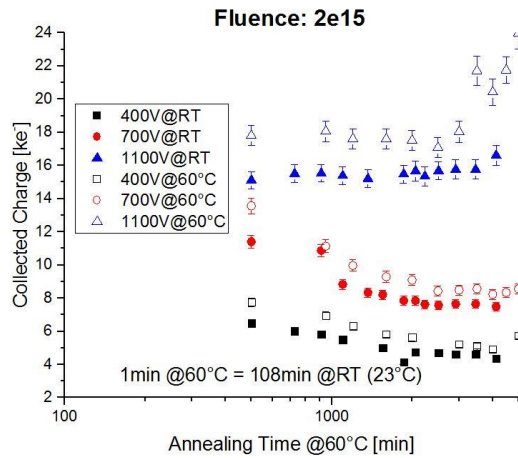 Fluence: 2e15
24
22
20
18
16
14
12
10
8
6
4
2
Collected Charge [ke⁻]
400V@RT
700V@RT
1100V@RT
400V@60°C
700V@60°C
1100V@60°C
1min @60°C = 108min @RT (23°C)
100
1000
Annealing Time @60°C [min]